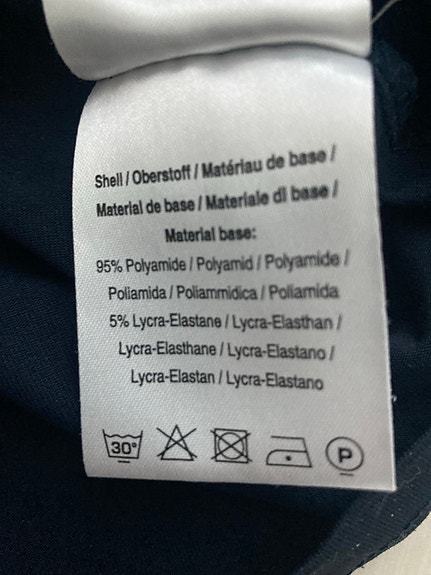 Shell / Oberstoff / Matériau de base /
Material de base / Materiale di base /
Material base:
95% Polyamide / Polyamid / Polyamide /
Poliamida / Poliammidica / Poliamida
5% Lycra-Elastane / Lycra-Elasthan /
Lycra-Elasthane / Lycra-Elastano /
Lycra-Elastan / Lycra-Elastano
30° P